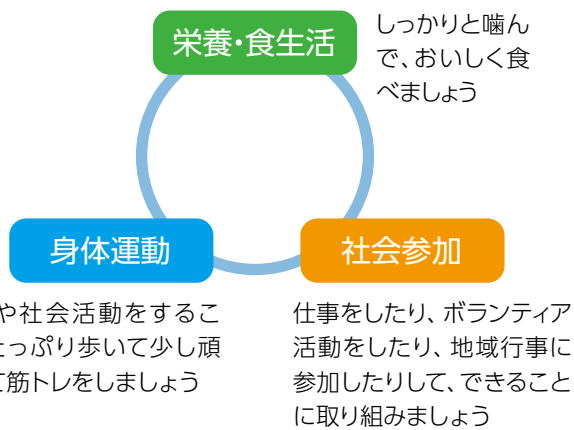 栄養・食生活
しっかりと噛ん
で、おいしく食
べましょう
身体運動
や社会活動をするこ
っぷり歩いて少し頑
筋トレをしましょう
社会参加
仕事をしたり、ボランティア
活動をしたり、地域行事に
参加したりして、できること
に取り組みましょう